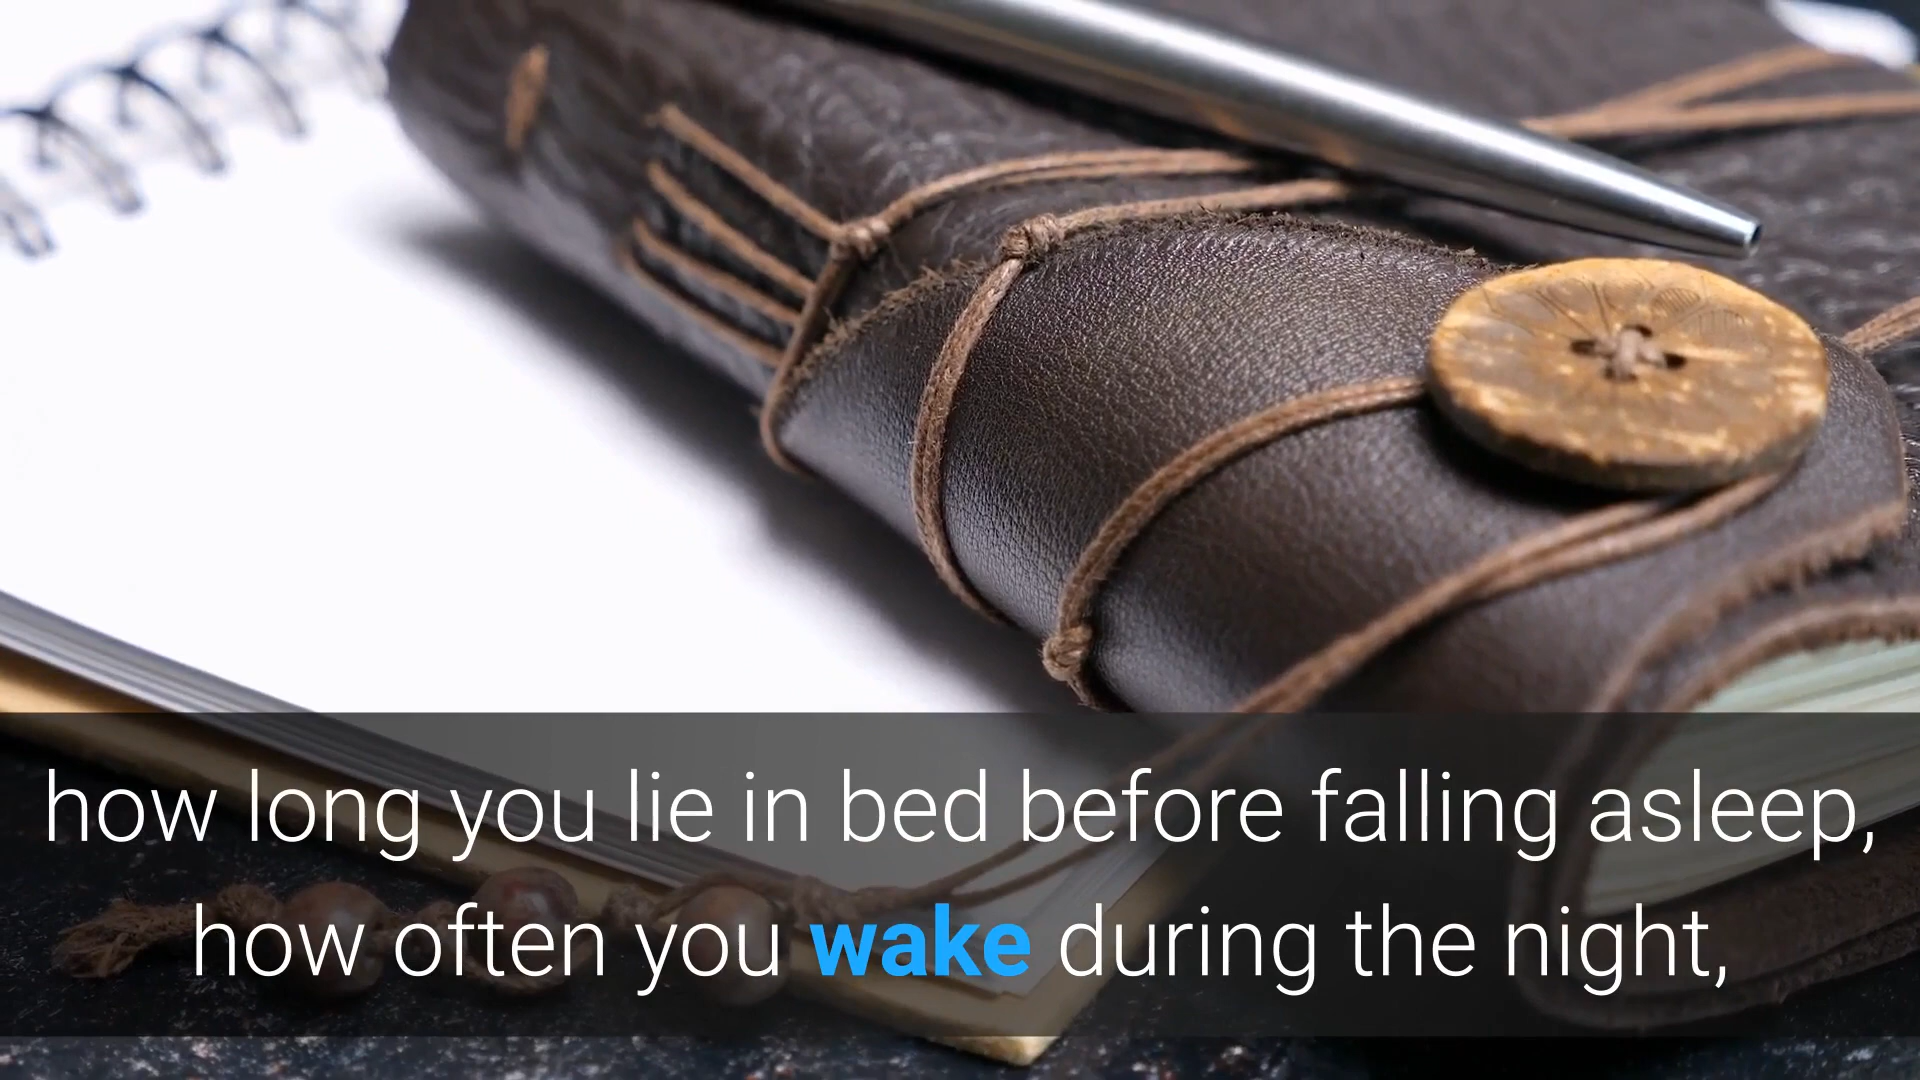 how long you lie in bed before falling asleep,
how often you wake during the night,